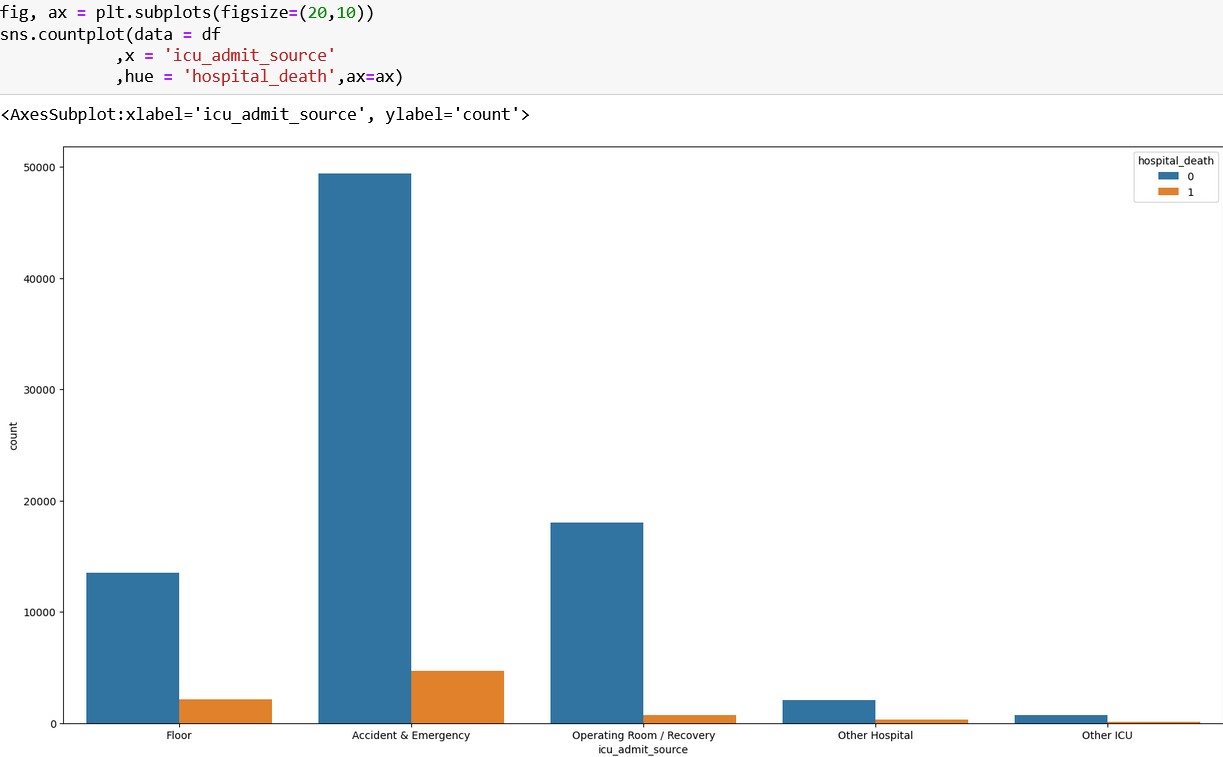 fig, ax = plt.subplots(figsize=(20,10))
sns.countplot(data = df
,x = 'icu_admit_source'
,hue = 'hospital_death',ax=ax)
<AxesSubplot:xlabel='icu_admit_source', ylabel='count'>
hospital_death
0
1
50000
40000
30000
20000
10000
0
count
Floor
Accident & Emergency
Operating Room / Recovery
Other Hospital
Other ICU
icu_admit_source